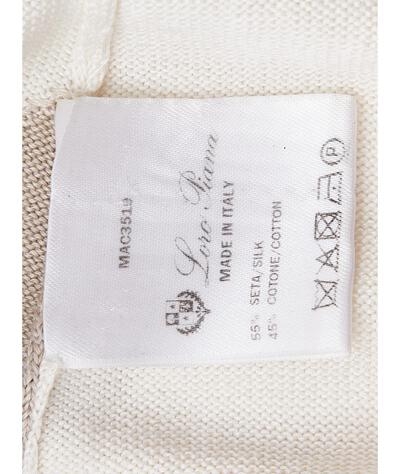 MAC3519
Loro Piana
MADE IN ITALY
55% SETA/SILK
45% COTONE/COTTON
P